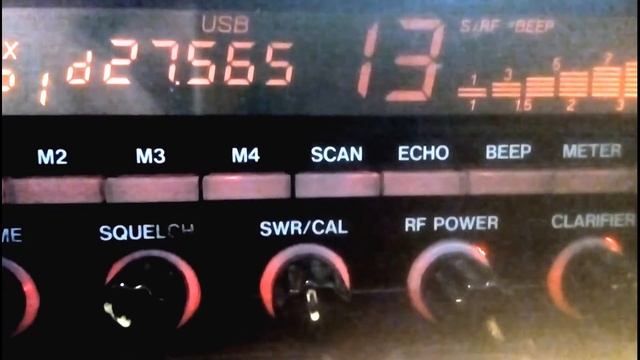 USB
13
S/RF BEEP
27.565
1 3 5 7
1 1.5 2 3
M2 M3 M4 SCAN ECHO BEEP METER
SQUELCH SWR/CAL RF POWER CLARIFIER